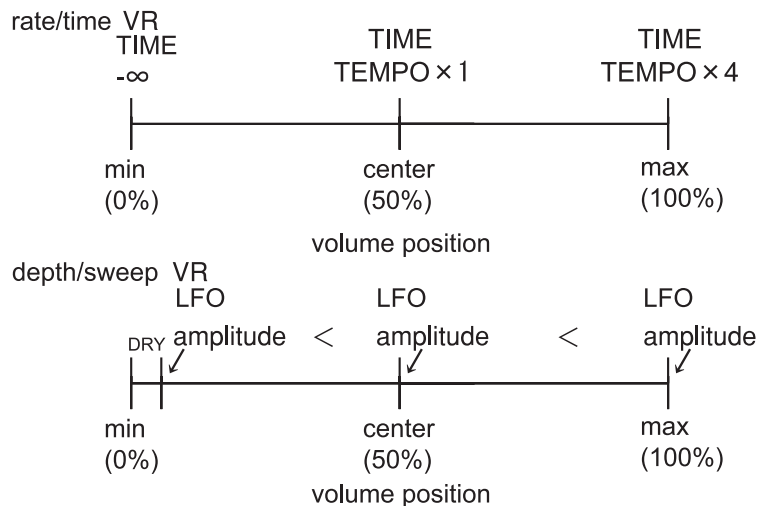 rate/time VR
TIME TIME TIME
-∞ TEMPO×1 TEMPO×4
min center max
(0%) (50%) (100%)
volume position
depth/sweep VR
LFO LFO LFO
DRY amplitude < amplitude < amplitude
min center max
(0%) (50%) (100%)
volume position